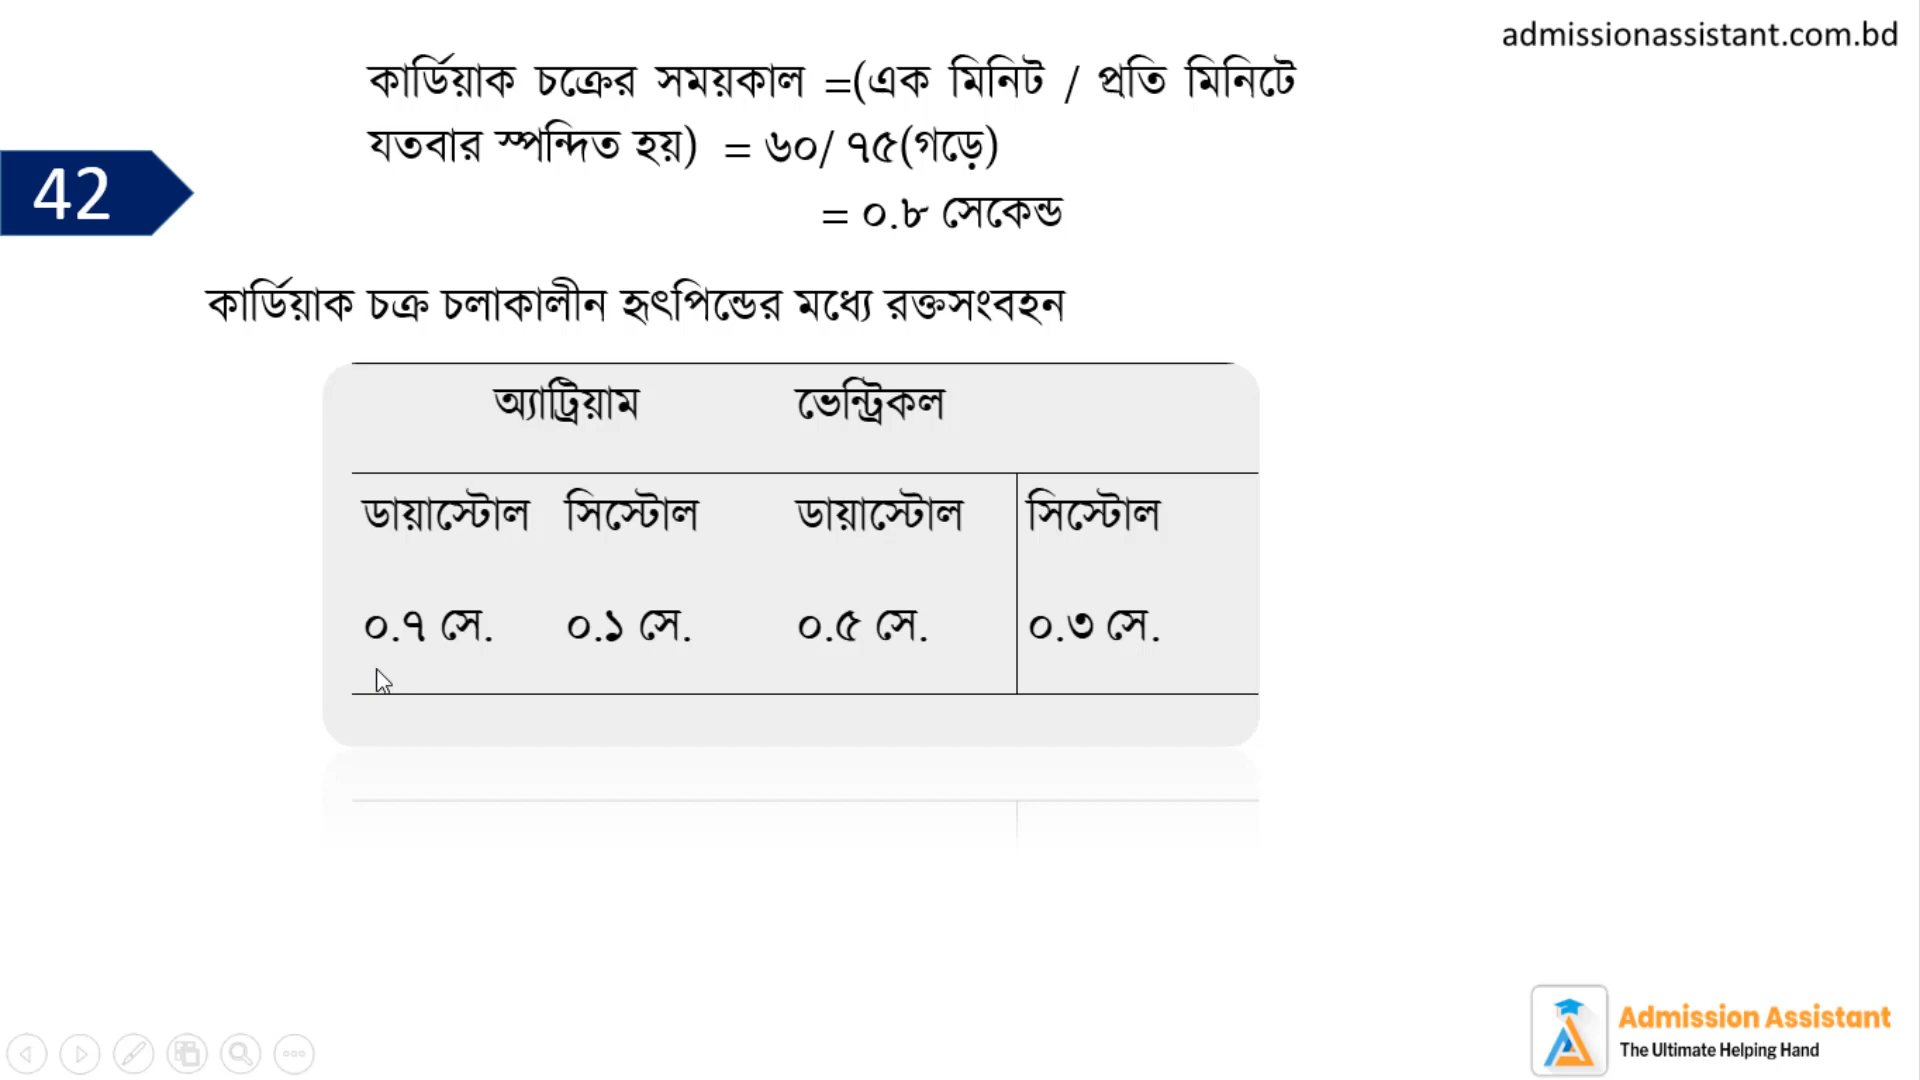 admissionassistant.com.bd
কার্ডিয়াক চক্রের সময়কাল =(এক মিনিট / প্রতি মিনিটে
যতবার স্পন্দিত হয়) = ৬০/ ৭৫(গড়ে)
42
= ০.৮ সেকেন্ড
কার্ডিয়াক চক্র চলাকালীন হৃৎপিন্ডের মধ্যে রক্তসংবহন
অ্যাট্রিয়াম ভেন্ট্রিকল
ডায়াস্টোল সিস্টোল ডায়াস্টোল সিস্টোল
০.৭ সে. ০.১ সে. ০.৫ সে. ০.৩ সে.
Admission Assistant
The Ultimate Helping Hand